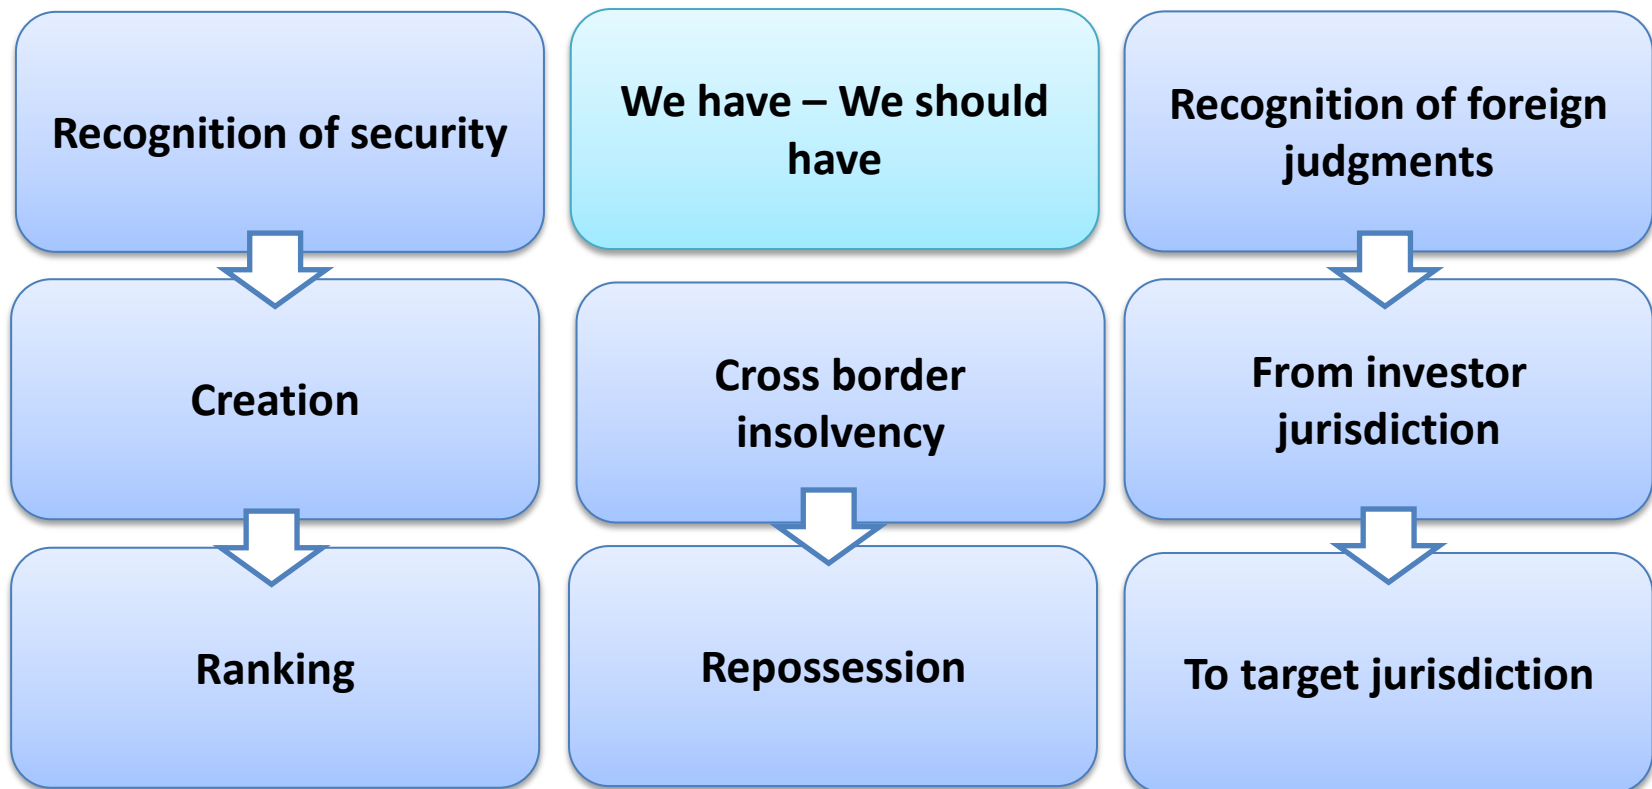 Recognition of security
We have – We should
have
Recognition of foreign
judgments
Creation
Cross border
insolvency
From investor
jurisdiction
Ranking
Repossession
To target jurisdiction